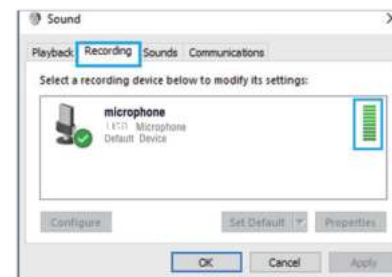 Sound
Playback Recording Sounds Communications
Select a recording device below to modify its settings:
microphone
Microphone
Default Device
Configure Set Default Properties
OK Cancel Apply